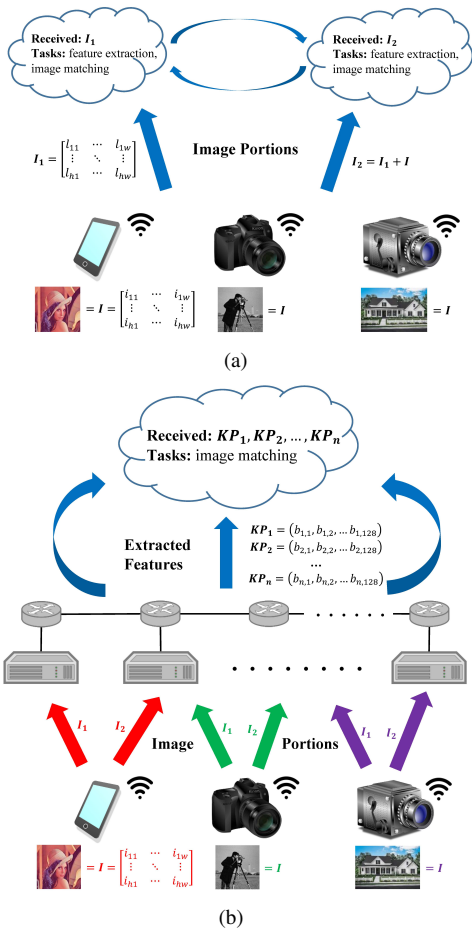 Received: I₁
Tasks: feature extraction,
image matching
Received: I₂
Tasks: feature extraction,
image matching
I₁ = [l₁₁ ⋯ l₁w
⋮ ⋱ ⋮
lₕ₁ ⋯ lₕw]
Image Portions
I₂ = I₁ + I
= I = [i₁₁ ⋯ i₁w
⋮ ⋱ ⋮
iₕ₁ ⋯ iₕw]
= I
= I
(a)
Received: KP₁, KP₂, …, KPₙ
Tasks: image matching
Extracted
Features
KP₁ = (b₁,₁, b₁,₂, … b₁,₁₂₈)
KP₂ = (b₂,₁, b₂,₂, … b₂,₁₂₈)
…
KPₙ = (bₙ,₁, bₙ,₂, … bₙ,₁₂₈)
I₁ I₂ I₁ I₂ I₁ I₂
Image Portions
= I = [i₁₁ ⋯ i₁w
⋮ ⋱ ⋮
iₕ₁ ⋯ iₕw]
= I
= I
(b)